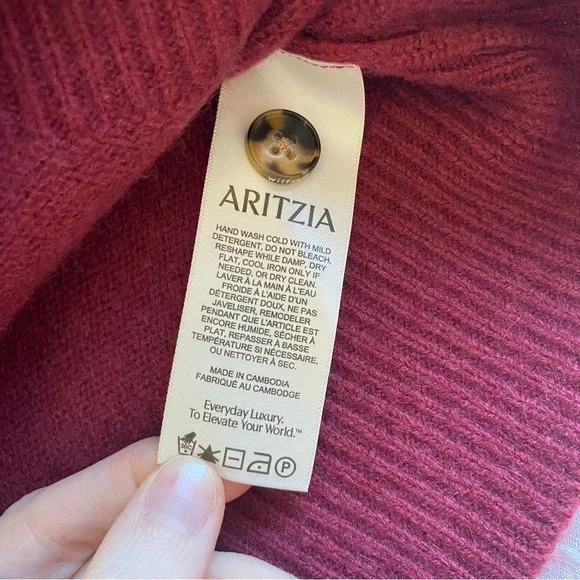 ARITZIA
HAND WASH COLD WITH MILD
DETERGENT, DO NOT BLEACH,
RESHAPE WHILE DAMP, DRY
FLAT, COOL IRON ONLY IF
NEEDED, OR DRY CLEAN.
LAVER À LA MAIN À L'EAU
FROIDE À L'AIDE D'UN
DÉTERGENT DOUX, NE PAS
JAVELISER, REMODELER
PENDANT QUE L'ARTICLE EST
ENCORE HUMIDE, SÉCHER À
PLAT, REPASSER À BASSE
TEMPÉRATURE SI NÉCESSAIRE,
OU NETTOYER À SEC.
MADE IN CAMBODIA
FABRIQUÉ AU CAMBODGE
Everyday Luxury.
To Elevate Your World.™
30C P